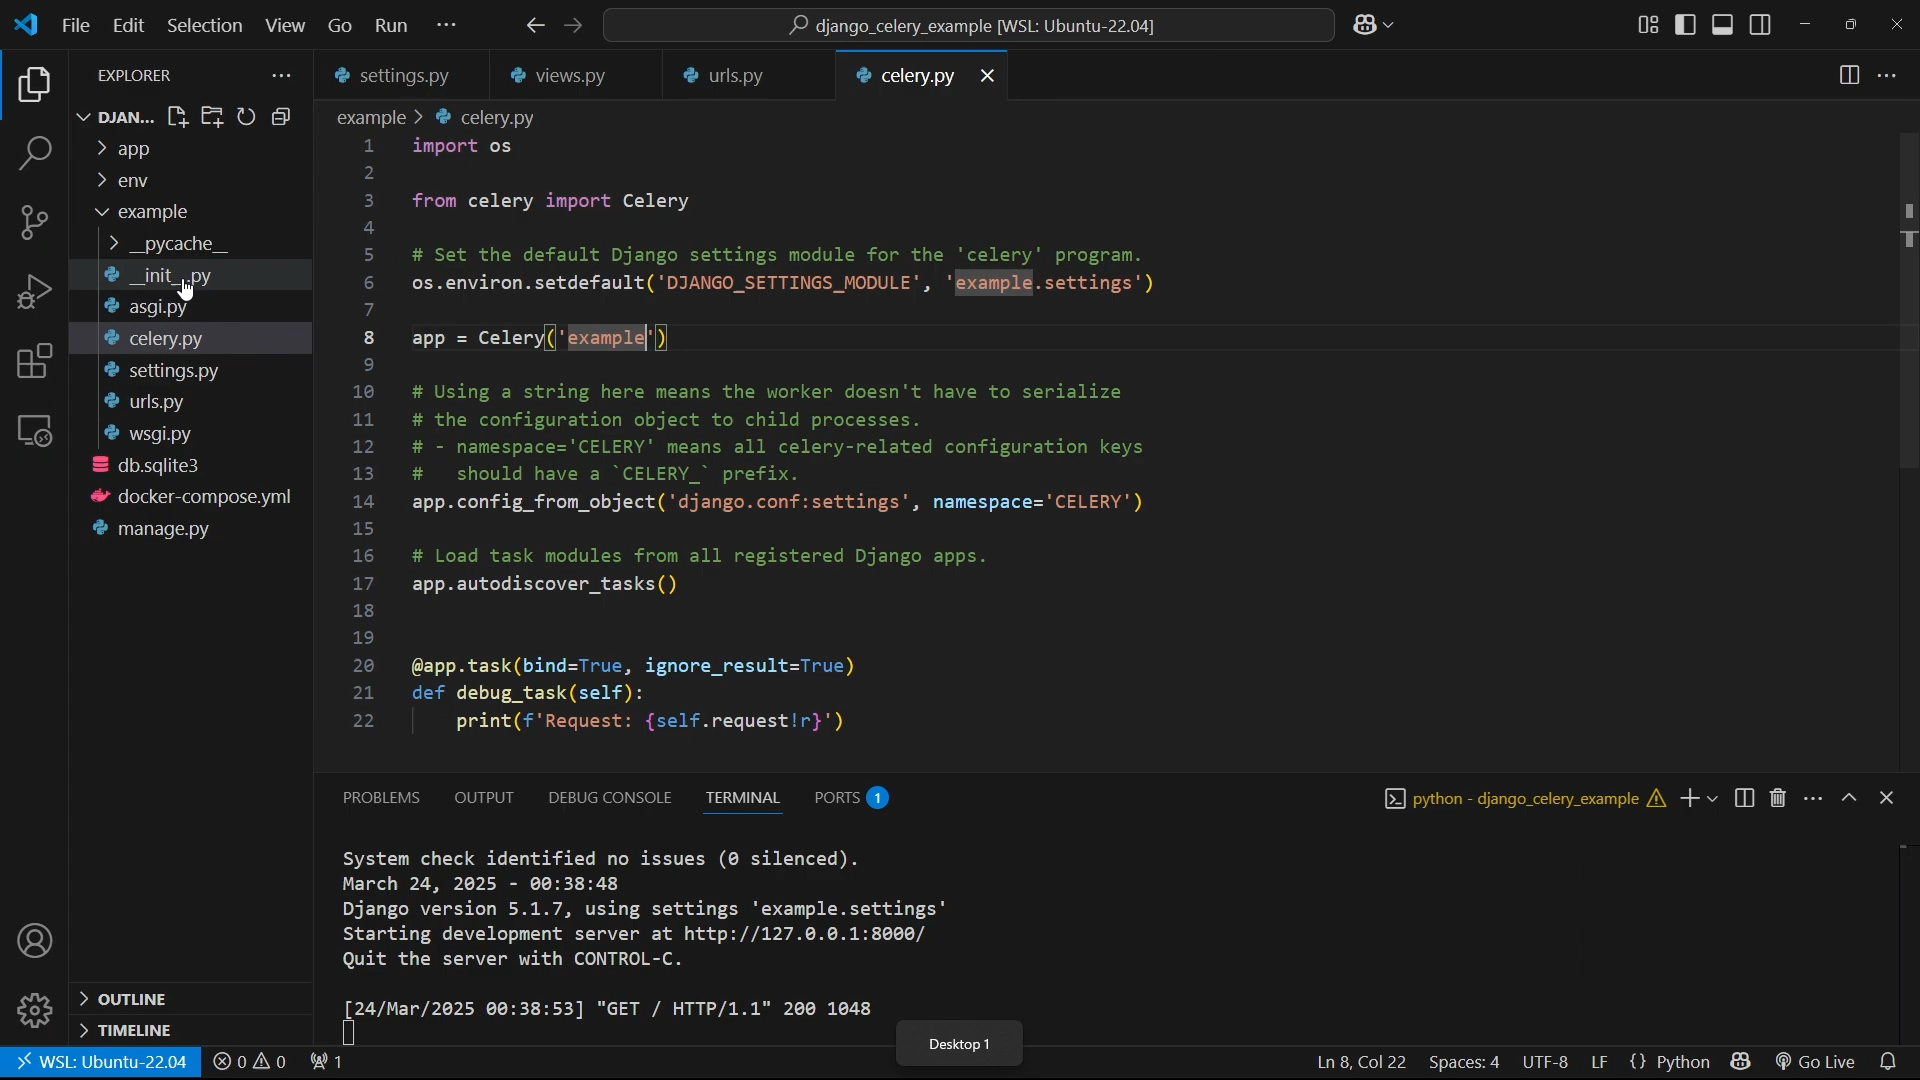 File Edit Selection View Go Run ···
django_celery_example [WSL: Ubuntu-22.04]
EXPLORER
settings.py
views.py
urls.py
celery.py
DJAN...
example > celery.py
app
env
example
__pycache__
__init__.py
asgi.py
celery.py
settings.py
urls.py
wsgi.py
db.sqlite3
docker-compose.yml
manage.py
OUTLINE
TIMELINE
1 import os
2
3 from celery import Celery
4
5 # Set the default Django settings module for the 'celery' program.
6 os.environ.setdefault('DJANGO_SETTINGS_MODULE', 'example.settings')
7
8 app = Celery('example')
9
10 # Using a string here means the worker doesn't have to serialize
11 # the configuration object to child processes.
12 # - namespace='CELERY' means all celery-related configuration keys
13 #   should have a `CELERY_` prefix.
14 app.config_from_object('django.conf:settings', namespace='CELERY')
15
16 # Load task modules from all registered Django apps.
17 app.autodiscover_tasks()
18
19
20 @app.task(bind=True, ignore_result=True)
21 def debug_task(self):
22     print(f'Request: {self.request!r}')
PROBLEMS OUTPUT DEBUG CONSOLE TERMINAL PORTS 1
python - django_celery_example
System check identified no issues (0 silenced).
March 24, 2025 - 00:38:48
Django version 5.1.7, using settings 'example.settings'
Starting development server at http://127.0.0.1:8000/
Quit the server with CONTROL-C.
[24/Mar/2025 00:38:53] "GET / HTTP/1.1" 200 1048
Desktop 1
WSL: Ubuntu-22.04 0 0 1
Ln 8, Col 22 Spaces: 4 UTF-8 LF {} Python Go Live